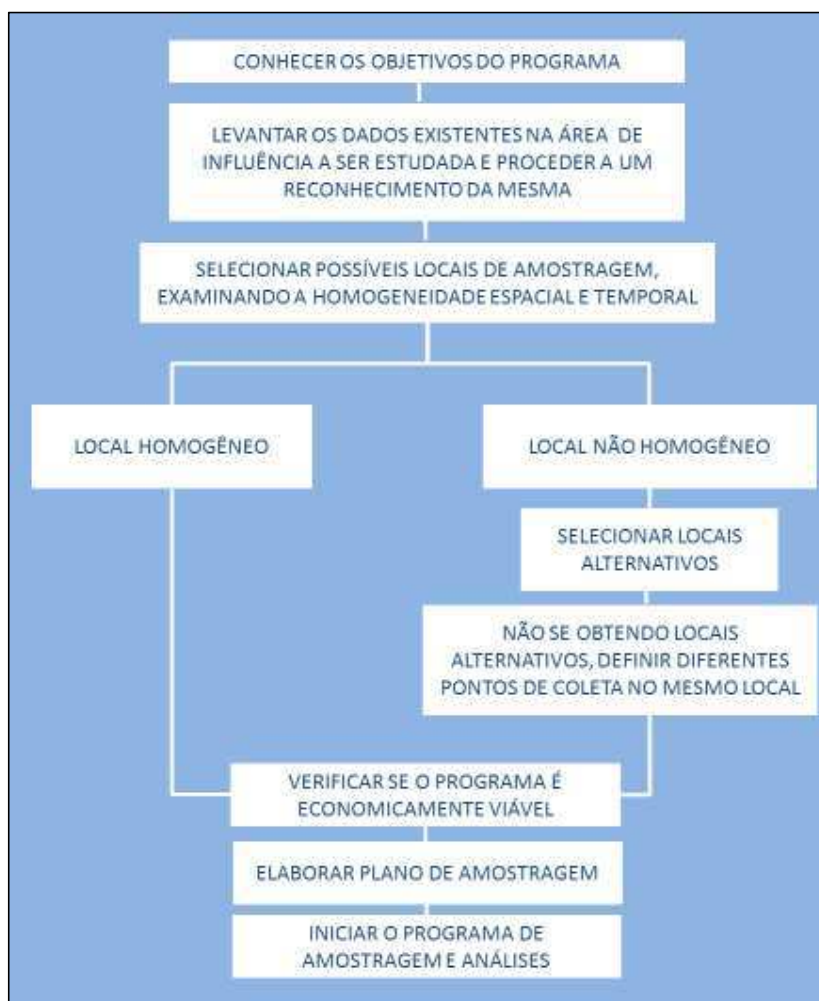 CONHECER OS OBJETIVOS DO PROGRAMA
LEVANTAR OS DADOS EXISTENTES NA ÁREA DE
INFLUÊNCIA A SER ESTUDADA E PROCEDER A UM
RECONHECIMENTO DA MESMA
SELECIONAR POSSÍVEIS LOCAIS DE AMOSTRAGEM,
EXAMINANDO A HOMOGENEIDADE ESPACIAL E TEMPORAL
LOCAL HOMOGÊNEO
LOCAL NÃO HOMOGÊNEO
SELECIONAR LOCAIS
ALTERNATIVOS
NÃO SE OBTENDO LOCAIS
ALTERNATIVOS, DEFINIR DIFERENTES
PONTOS DE COLETA NO MESMO LOCAL
VERIFICAR SE O PROGRAMA É
ECONOMICAMENTE VIÁVEL
ELABORAR PLANO DE AMOSTRAGEM
INICIAR O PROGRAMA DE
AMOSTRAGEM E ANÁLISES